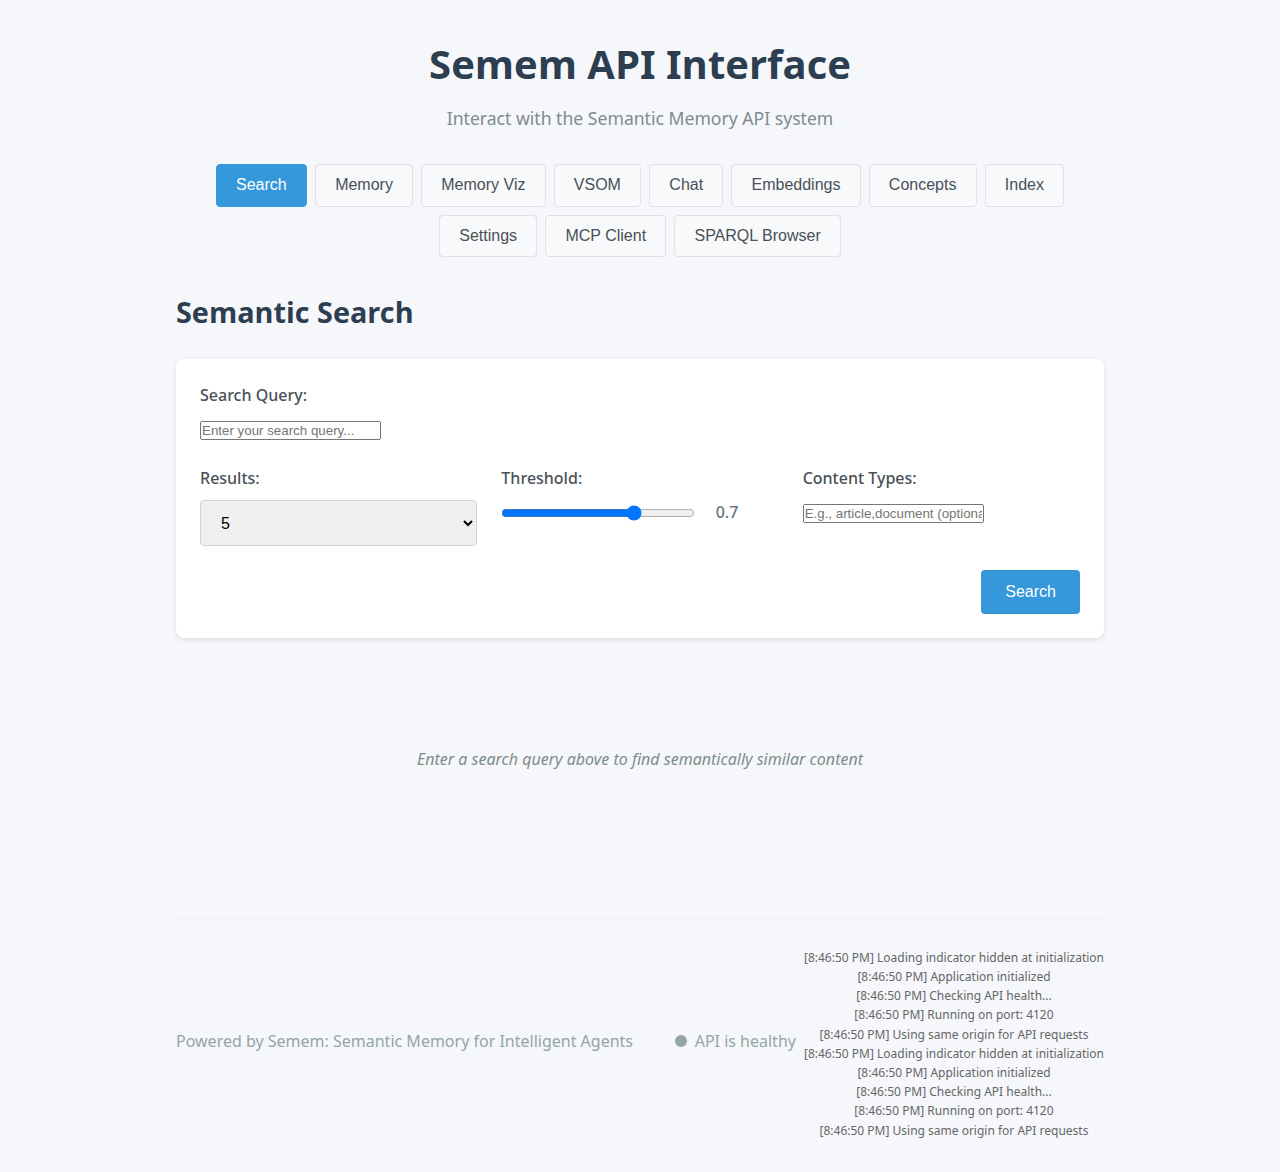 Semem API Interface
Interact with the Semantic Memory API system
Search
Memory
Memory Viz
VSOM
Chat
Embeddings
Concepts
Index
Settings
MCP Client
SPARQL Browser
Semantic Search
Search Query:
Enter your search query...
Results:
Threshold:
Content Types:
5
0.7
E.g., article,document (optiona
Search
Enter a search query above to find semantically similar content
Powered by Semem: Semantic Memory for Intelligent Agents
API is healthy
[8:46:50 PM] Loading indicator hidden at initialization
[8:46:50 PM] Application initialized
[8:46:50 PM] Checking API health...
[8:46:50 PM] Running on port: 4120
[8:46:50 PM] Using same origin for API requests
[8:46:50 PM] Loading indicator hidden at initialization
[8:46:50 PM] Application initialized
[8:46:50 PM] Checking API health...
[8:46:50 PM] Running on port: 4120
[8:46:50 PM] Using same origin for API requests